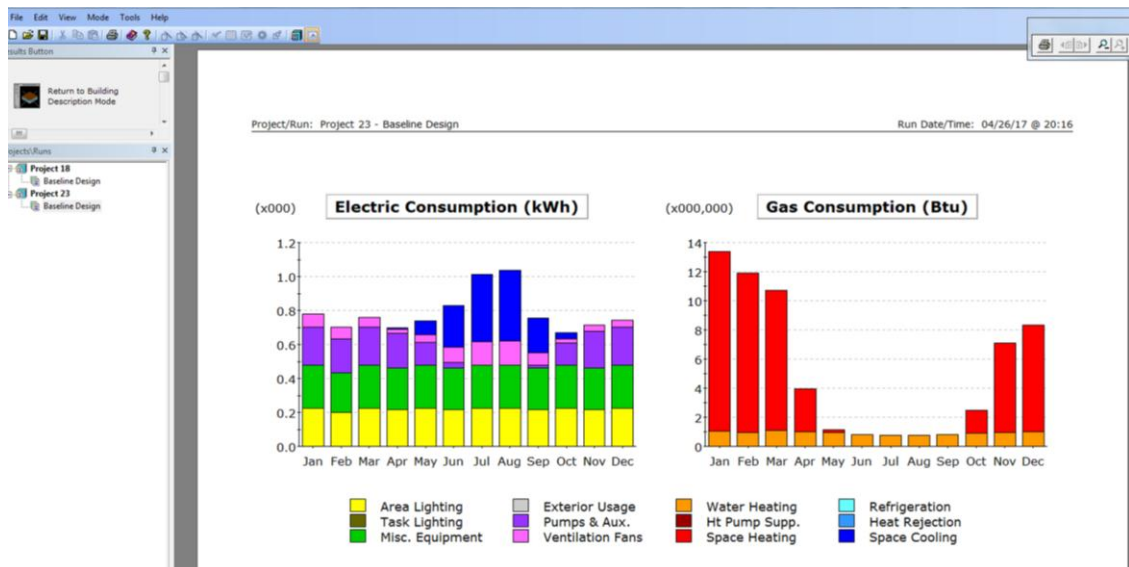 File Edit View Mode Tools Help
esults Button
Return to Building
Description Mode
ojects\Runs
Project 18
Baseline Design
Project 23
Baseline Design
Project/Run: Project 23 - Baseline Design
Run Date/Time: 04/26/17 @ 20:16
(x000) Electric Consumption (kWh)
1.2
1.0
0.8
0.6
0.4
0.2
0.0
Jan Feb Mar Apr May Jun Jul Aug Sep Oct Nov Dec
(x000,000) Gas Consumption (Btu)
14
12
10
8
6
4
2
0
Jan Feb Mar Apr May Jun Jul Aug Sep Oct Nov Dec
Area Lighting
Task Lighting
Misc. Equipment
Exterior Usage
Pumps & Aux.
Ventilation Fans
Water Heating
Ht Pump Supp.
Space Heating
Refrigeration
Heat Rejection
Space Cooling